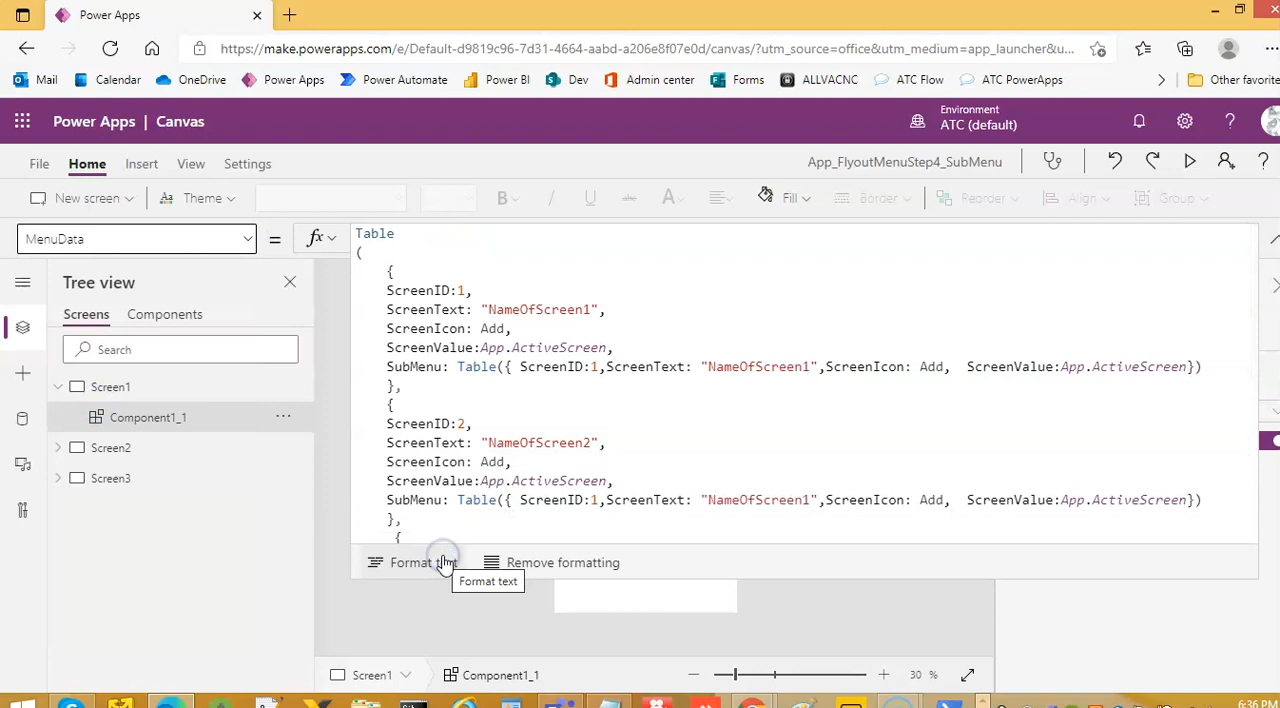 Power Apps
https://make.powerapps.com/e/Default-d9819c96-7d31-4664-aabd-a206e8f07e0d/canvas/?utm_source=office&utm_medium=app_launcher&u...
Mail Calendar OneDrive Power Apps Power Automate Power BI Dev Admin center Forms ALLVACNC ATC Flow ATC PowerApps Other favorite
Power Apps | Canvas
Environment
ATC (default)
File Home Insert View Settings
App_FlyoutMenuStep4_SubMenu
New screen Theme B / U A Fill Border Reorder Align Group
MenuData = fx
Table
(
{
ScreenID:1,
ScreenText: "NameOfScreen1",
ScreenIcon: Add,
ScreenValue:App.ActiveScreen,
SubMenu: Table({ ScreenID:1,ScreenText: "NameOfScreen1",ScreenIcon: Add, ScreenValue:App.ActiveScreen})
},
{
ScreenID:2,
ScreenText: "NameOfScreen2",
ScreenIcon: Add,
ScreenValue:App.ActiveScreen,
SubMenu: Table({ ScreenID:1,ScreenText: "NameOfScreen1",ScreenIcon: Add, ScreenValue:App.ActiveScreen})
},
{
Tree view
Screens Components
Search
Screen1
Component1_1
Screen2
Screen3
Format text Remove formatting
Format text
Screen1 Component1_1
30 %
6:36 PM